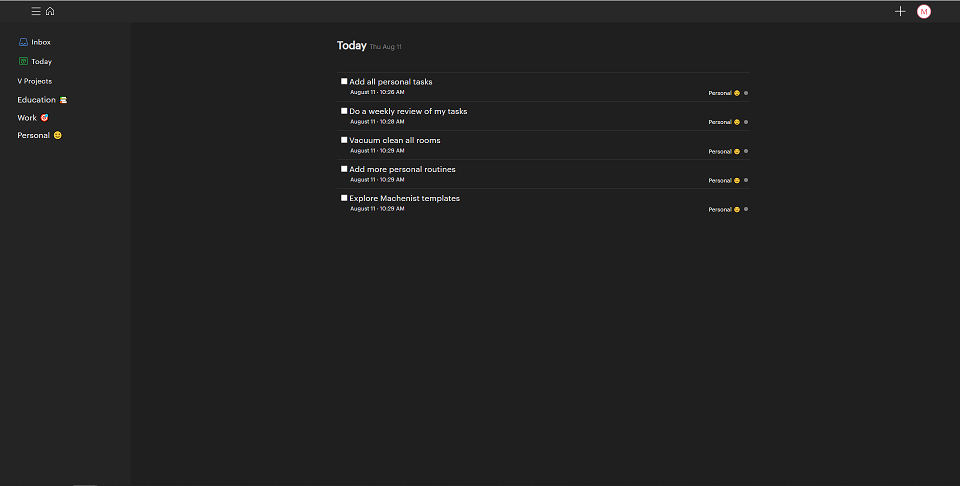 M
Inbox
Today
V Projects
Education 📚
Work 🎯
Personal 😀
Today Thu Aug 11
Add all personal tasks
August 11 - 10:26 AM
Personal 😀
Do a weekly review of my tasks
August 11 - 10:28 AM
Personal 😀
Vacuum clean all rooms
August 11 - 10:29 AM
Personal 😀
Add more personal routines
August 11 - 10:29 AM
Personal 😀
Explore Machenist templates
August 11 - 10:29 AM
Personal 😀